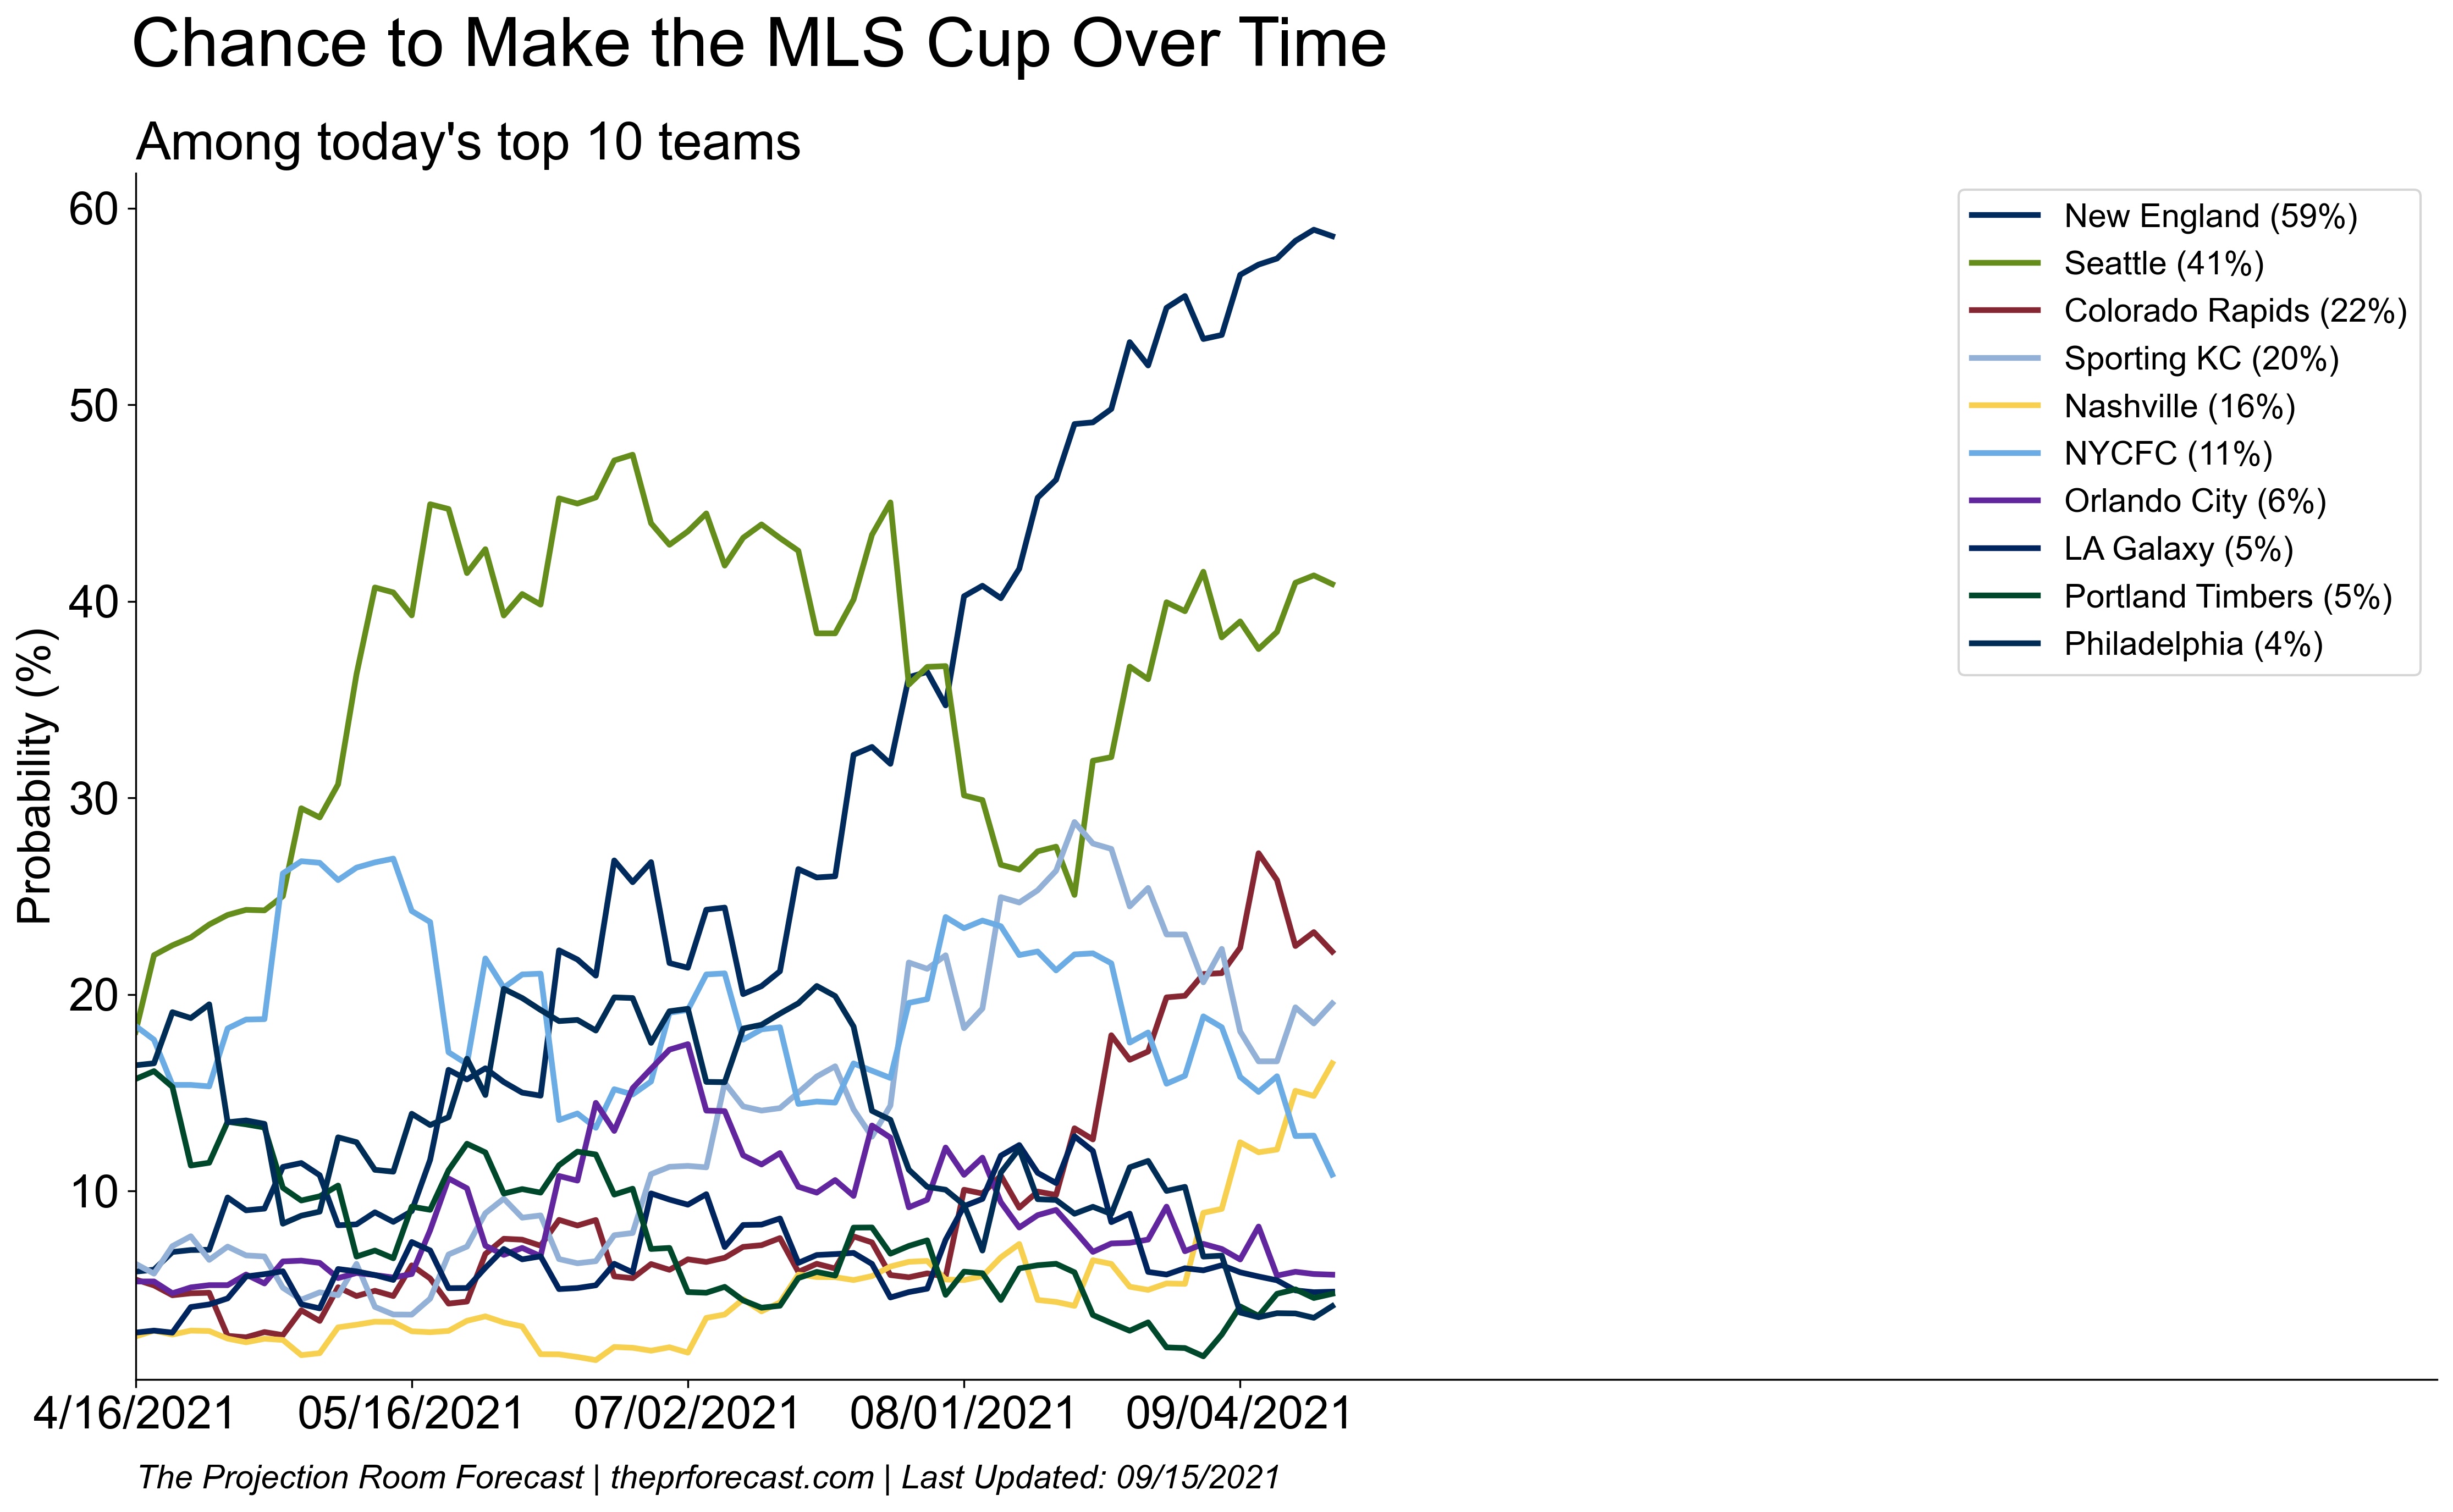 Chance to Make the MLS Cup Over Time
Among today's top 10 teams
60
50
40
30
20
10
Probability (%)
New England (59%)
Seattle (41%)
Colorado Rapids (22%)
Sporting KC (20%)
Nashville (16%)
NYCFC (11%)
Orlando City (6%)
LA Galaxy (5%)
Portland Timbers (5%)
Philadelphia (4%)
4/16/2021 05/16/2021 07/02/2021 08/01/2021 09/04/2021
The Projection Room Forecast | theprforecast.com | Last Updated: 09/15/2021